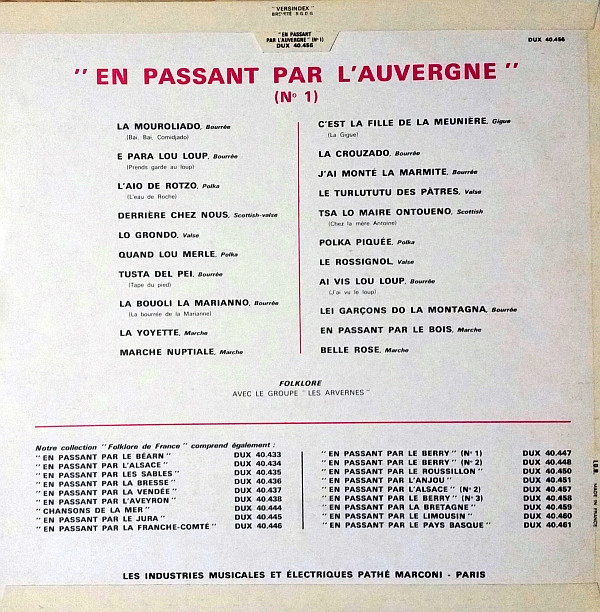 "VERSINDEX"
BREVETÉ S G D G
"EN PASSANT
PAR L'AUVERGNE" (No 1)
DUX 40.456
DUX 40.456
"EN PASSANT PAR L'AUVERGNE"
(No 1)
LA MOUROLIADO, Bourrée
(Bai, Bai, Comidjado)
E PARA LOU LOUP, Bourrée
(Prends garde au loup)
L'AIO DE ROTZO, Polka
(L'eau de Roche)
DERRIÈRE CHEZ NOUS, Scottish-valse
LO GRONDO, Valse
QUAND LOU MERLE, Polka
TUSTA DEL PEI, Bourrée
(Tape du pied)
LA BOUOLI LA MARIANNO, Bourrée
(La bourrée de la Marianne)
LA YOYETTE, Marche
MARCHE NUPTIALE, Marche
C'EST LA FILLE DE LA MEUNIÈRE, Gigue
(La Gigue)
LA CROUZADO, Bourrée
J'AI MONTÉ LA MARMITE, Bourrée
LE TURLUTUTU DES PÂTRES, Valse
TSA LO MAIRE ONTOUENO, Scottish
(Chez la mère Antoine)
POLKA PIQUÉE, Polka
LE ROSSIGNOL, Valse
AI VIS LOU LOUP, Bourrée
(J'ai vu le loup)
LEI GARÇONS DO LA MONTAGNA, Bourrée
EN PASSANT PAR LE BOIS, Marche
BELLE ROSE, Marche
FOLKLORE
AVEC LE GROUPE "LES ARVERNES"
Notre collection "Folklore de France" comprend également :
"EN PASSANT PAR LE BÉARN" DUX 40.433
"EN PASSANT PAR L'ALSACE" DUX 40.434
"EN PASSANT PAR LES SABLES" DUX 40.435
"EN PASSANT PAR LA BRESSE" DUX 40.436
"EN PASSANT PAR LA VENDÉE" DUX 40.437
"EN PASSANT PAR L'AVEYRON" DUX 40.438
"CHANSONS DE LA MER" DUX 40.444
"EN PASSANT PAR LE JURA" DUX 40.445
"EN PASSANT PAR LA FRANCHE-COMTÉ" DUX 40.446
"EN PASSANT PAR LE BERRY" (No 1) DUX 40.447
"EN PASSANT PAR LE BERRY" (No 2) DUX 40.448
"EN PASSANT PAR LE ROUSSILLON" DUX 40.450
"EN PASSANT PAR L'ANJOU" DUX 40.451
"EN PASSANT PAR L'ALSACE" (No 2) DUX 40.457
"EN PASSANT PAR LE BERRY" (No 3) DUX 40.458
"EN PASSANT PAR LA BRETAGNE" DUX 40.459
"EN PASSANT PAR LE LIMOUSIN" DUX 40.460
"EN PASSANT PAR LE PAYS BASQUE" DUX 40.461
MADE IN FRANCE
LES INDUSTRIES MUSICALES ET ÉLECTRIQUES PATHÉ MARCONI - PARIS